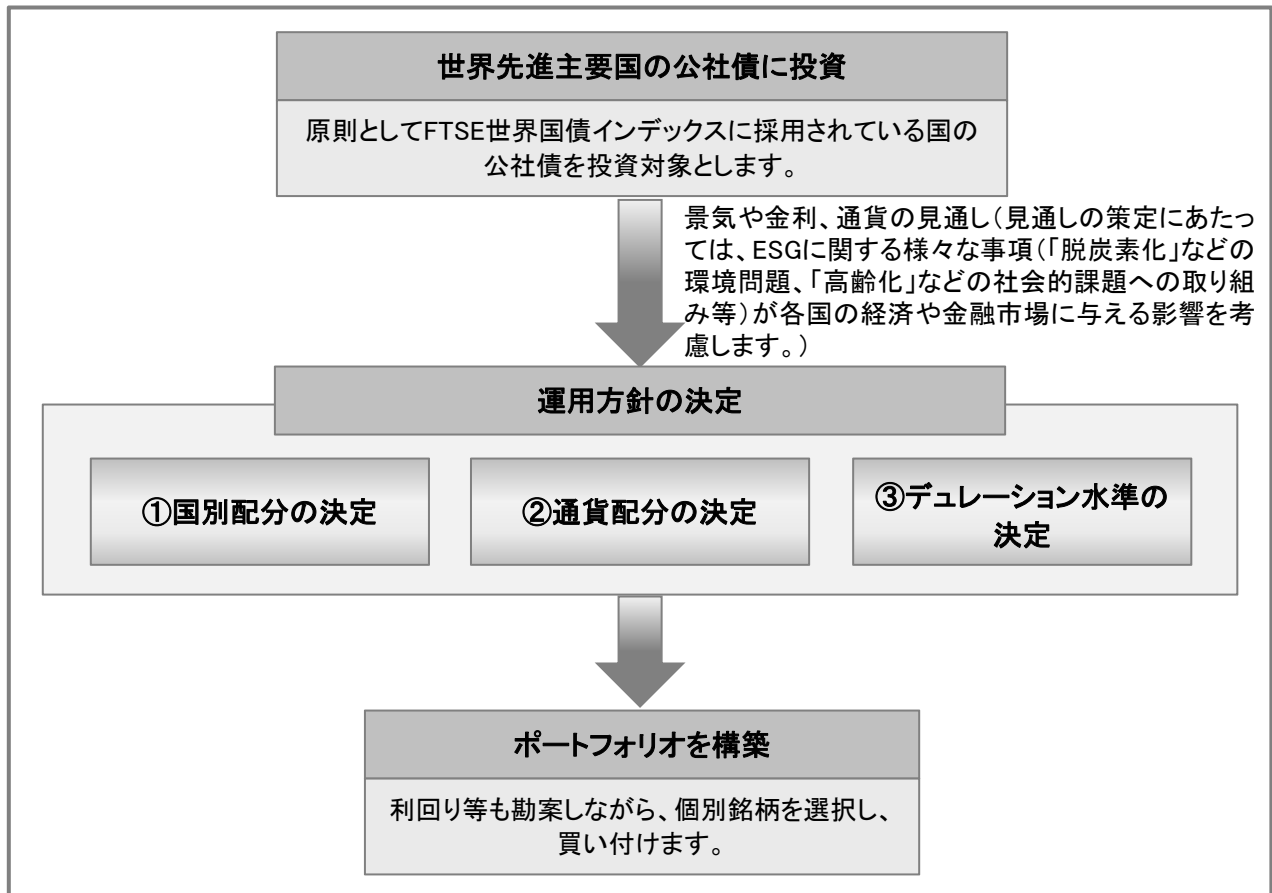 世界先進主要国の公社債に投資
原則としてFTSE世界国債インデックスに採用されている国の
公社債を投資対象とします。
景気や金利、通貨の見通し(見通しの策定にあたっ
ては、ESGに関する様々な事項(「脱炭素化」などの
環境問題、「高齢化」などの社会的課題への取り組
み等)が各国の経済や金融市場に与える影響を考
慮します。)
運用方針の決定
①国別配分の決定
②通貨配分の決定
③デュレーション水準の
決定
ポートフォリオを構築
利回り等も勘案しながら、個別銘柄を選択し、
買い付けます。